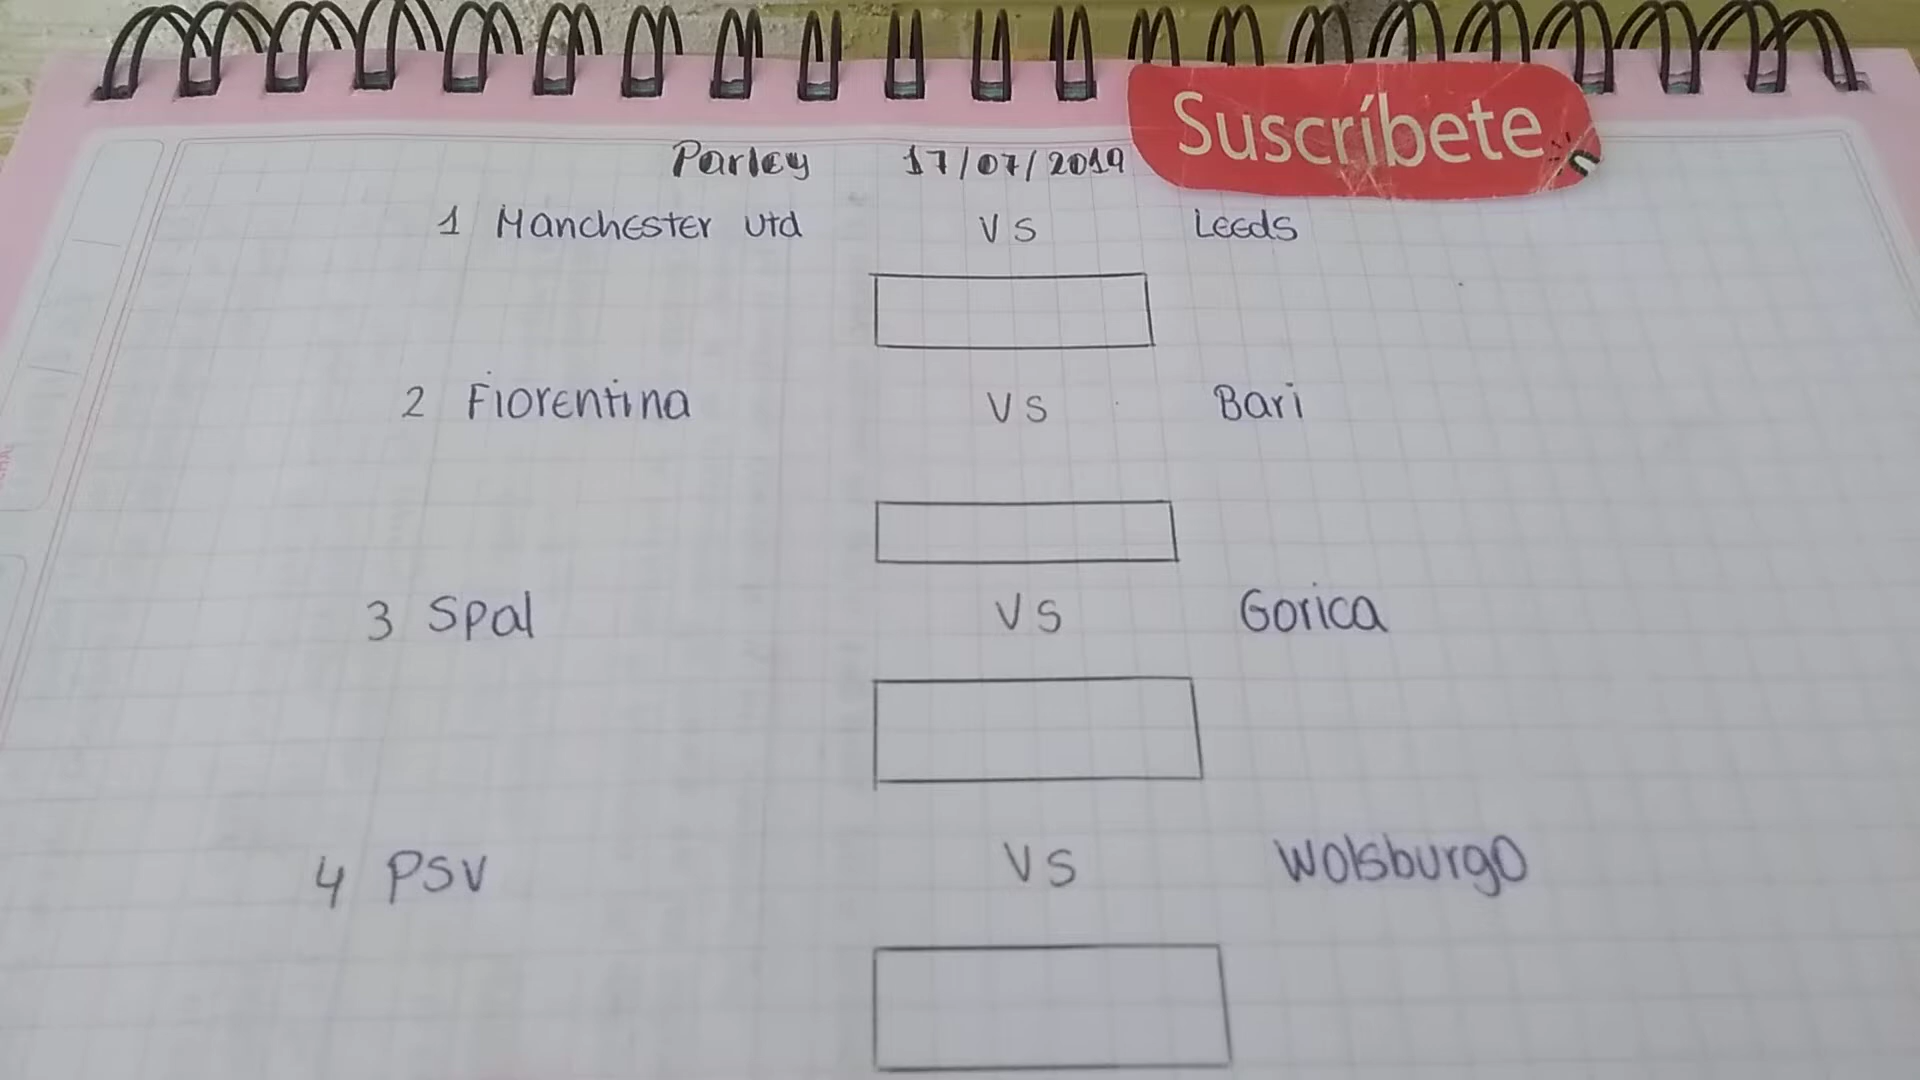 Suscríbete
Parley 17/07/2019
1 Manchester Utd VS Leeds
2 Fiorentina VS Bari
3 Spal VS Gorica
4 PSV VS Wolsburgo